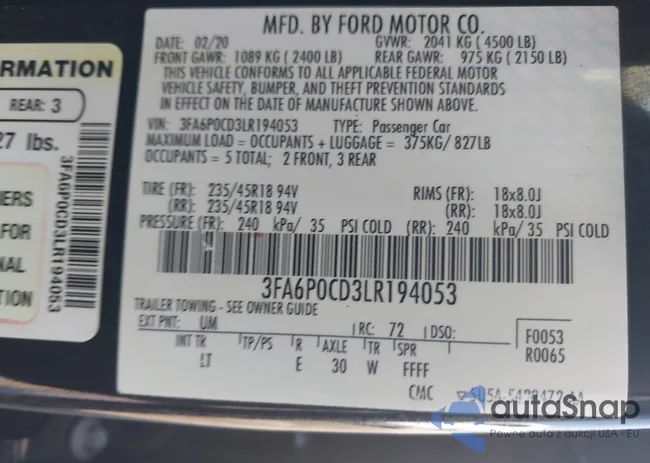 RMATION
REAR: 3
27 lbs.
NERS
FOR
NAL
TION
3FA6P0CD3LR194053
MFD. BY FORD MOTOR CO.
DATE: 02/20 GVWR: 2041 KG ( 4500 LB)
FRONT GAWR: 1089 KG ( 2400 LB) REAR GAWR: 975 KG ( 2150 LB)
THIS VEHICLE CONFORMS TO ALL APPLICABLE FEDERAL MOTOR
VEHICLE SAFETY, BUMPER, AND THEFT PREVENTION STANDARDS
IN EFFECT ON THE DATE OF MANUFACTURE SHOWN ABOVE.
VIN: 3FA6P0CD3LR194053 TYPE: Passenger Car
MAXIMUM LOAD = OCCUPANTS + LUGGAGE = 375KG/ 827LB
OCCUPANTS = 5 TOTAL; 2 FRONT, 3 REAR
TIRE (FR): 235/45R18 94V RIMS (FR): 18x8.0J
(RR): 235/45R18 94V (RR): 18x8.0J
PRESSURE (FR): 240 kPa/ 35 PSI COLD (RR): 240 kPa/ 35 PSI COLD
3FA6P0CD3LR194053
TRAILER TOWING - SEE OWNER GUIDE
EXT PNT: UM RC: 72 DSO: F0053
INT TR TP/PS R AXLE TR SPR R0065
LT E 30 W FFFF
CMC
autoSnap
Pewne auto z aukcji USA i EU